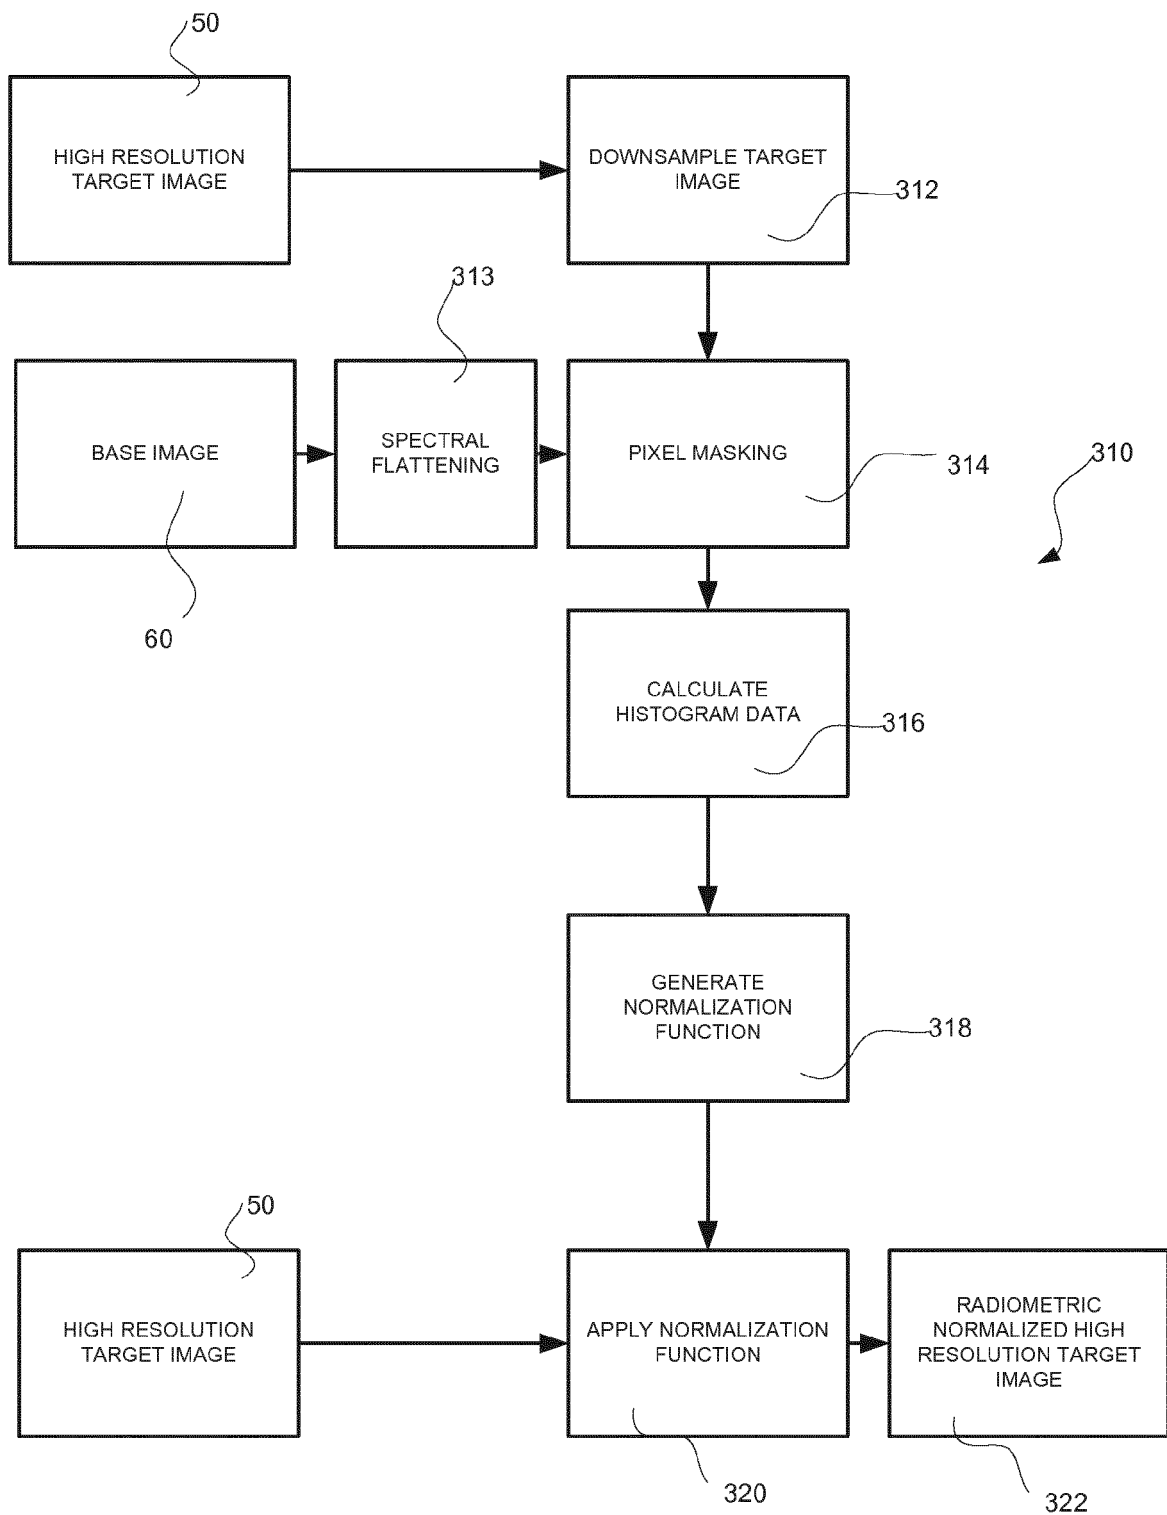 50
HIGH RESOLUTION
TARGET IMAGE
DOWNSAMPLE TARGET
IMAGE
312
313
BASE IMAGE
SPECTRAL
FLATTENING
PIXEL MASKING
314
310
60
CALCULATE
HISTOGRAM DATA
316
GENERATE
NORMALIZATION
FUNCTION
318
50
HIGH RESOLUTION
TARGET IMAGE
APPLY NORMALIZATION
FUNCTION
RADIOMETRIC
NORMALIZED HIGH
RESOLUTION TARGET
IMAGE
320
322